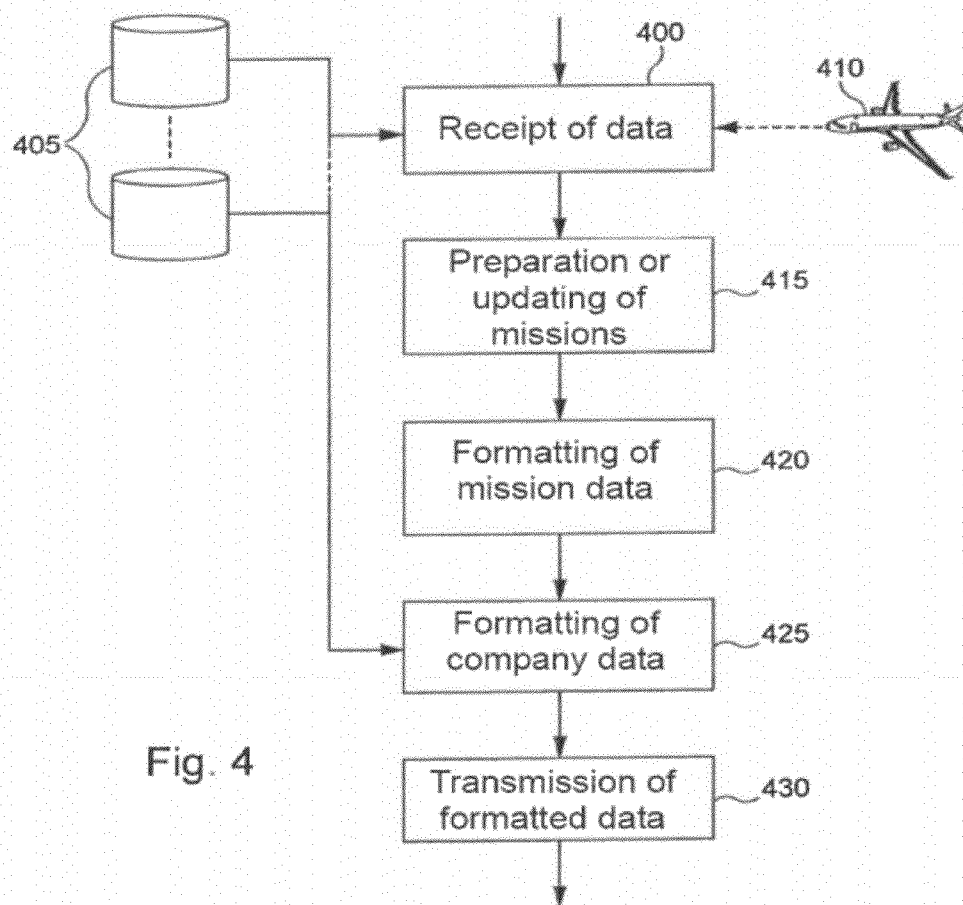 400
410
Receipt of data
405
Preparation or
updating of
missions
415
Formatting of
mission data
420
Formatting of
company data
425
Fig. 4
Transmission of
formatted data
430